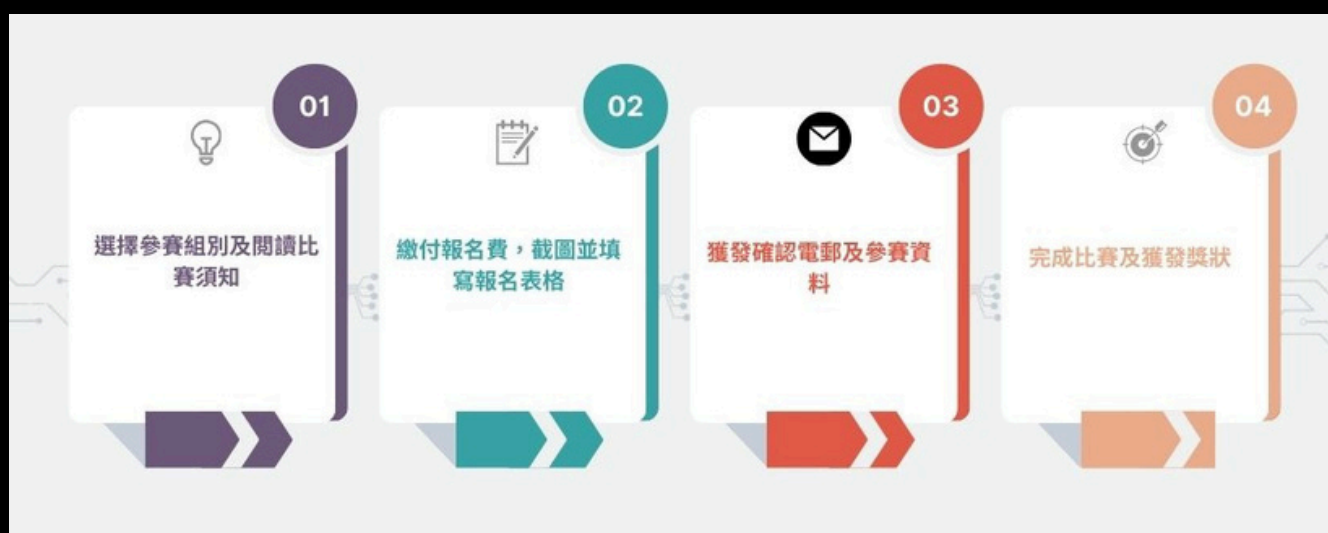 01
選擇參賽組別及閱讀比
賽須知
02
繳付報名費，截圖並填
寫報名表格
03
獲發確認電郵及參賽資
料
04
完成比賽及獲發獎狀